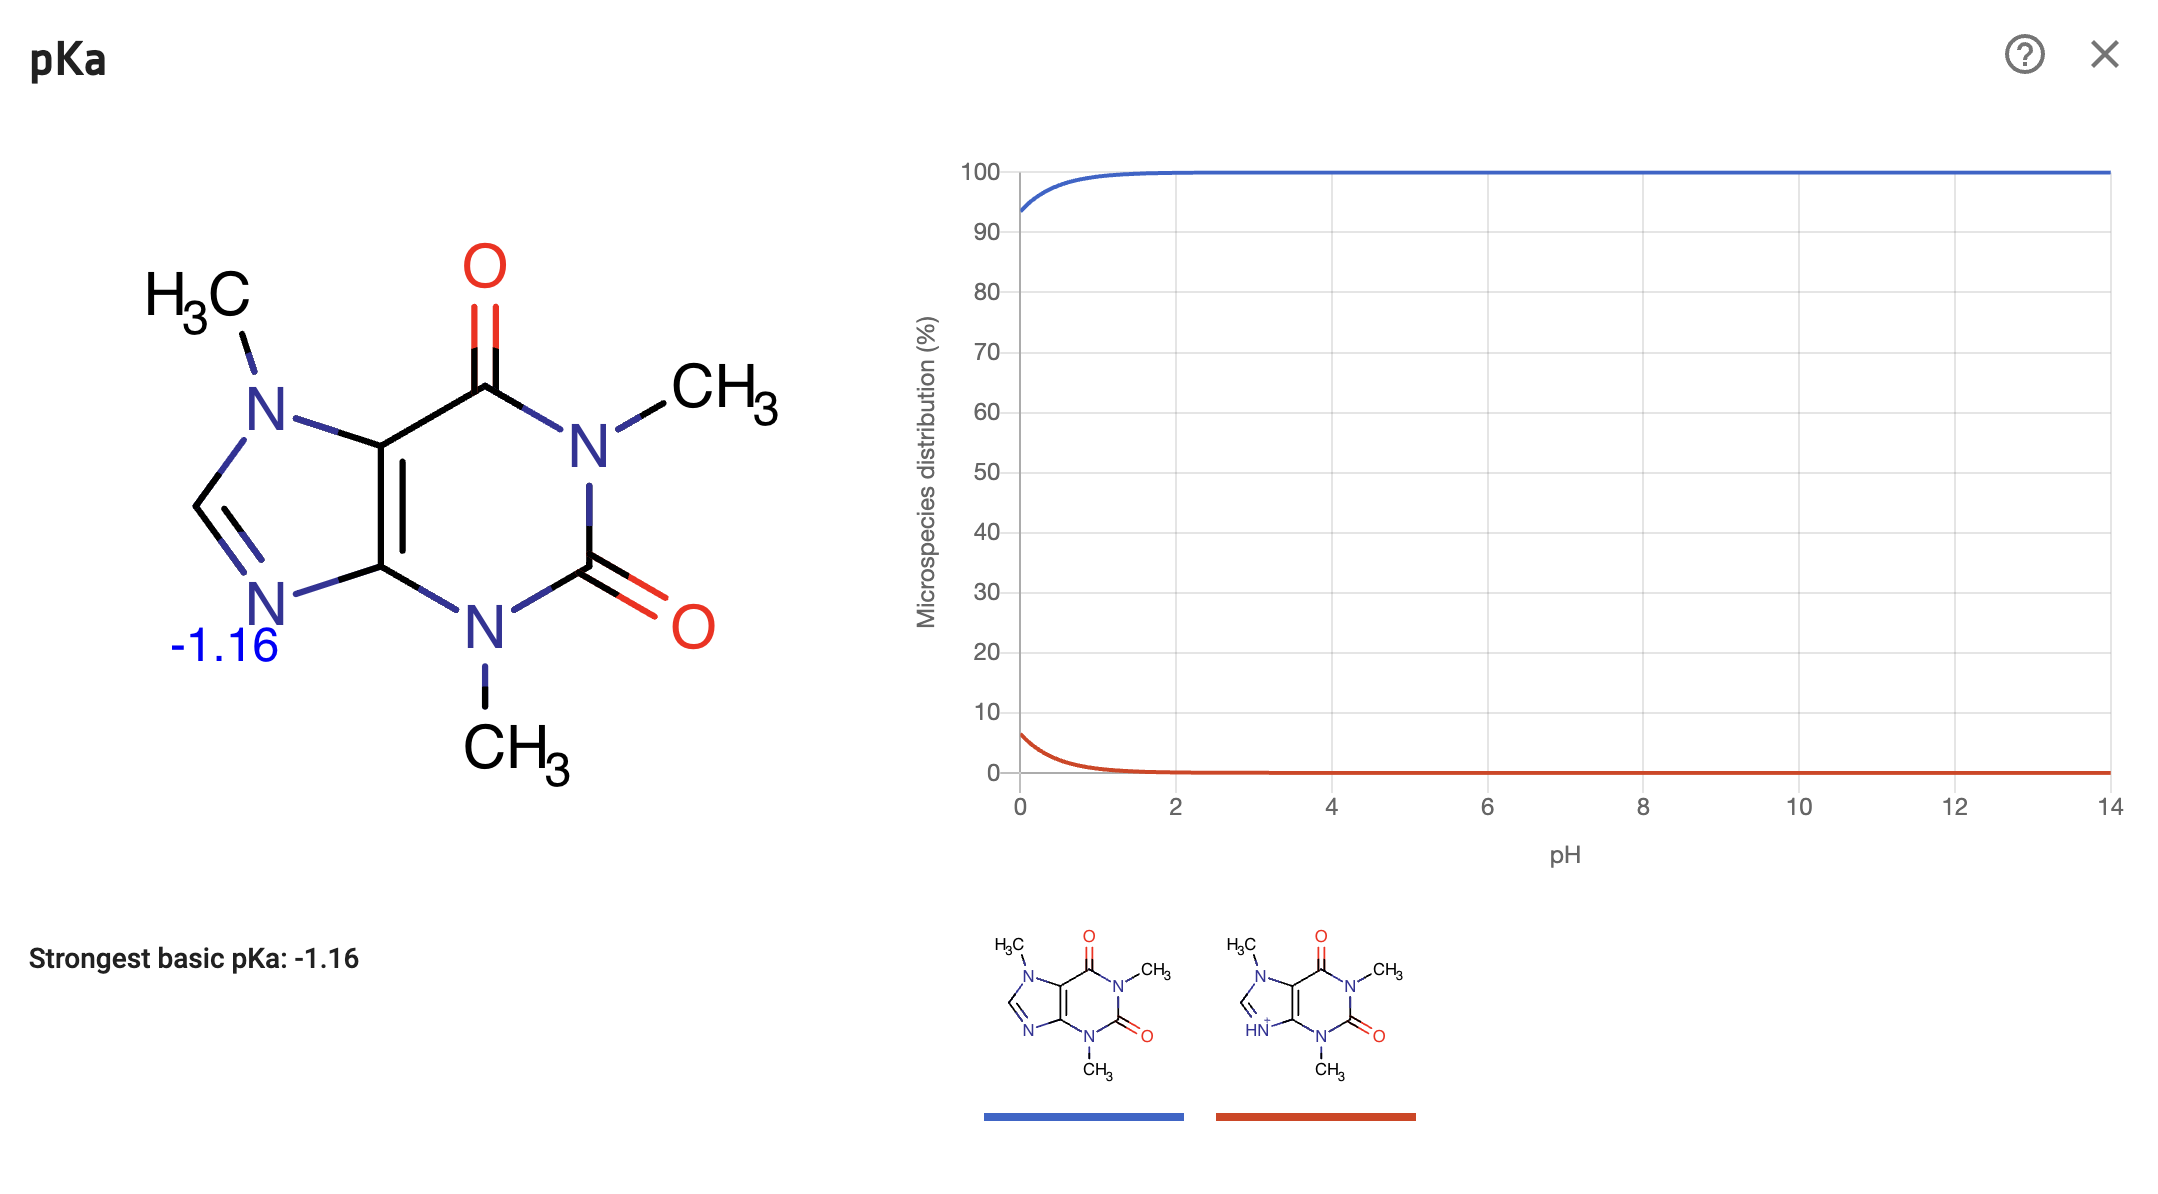 pKa
?
O
H₃C
CH₃
N
N
N
-1.16
N
O
CH₃
Strongest basic pKa: -1.16
Microspecies distribution (%)
100
90
80
70
60
50
40
30
20
10
0
0 2 4 6 8 10 12 14
pH
O
H₃C
CH₃
N
N
N
N
O
CH₃
O
H₃C
CH₃
N
N
HN⁺
N
O
CH₃